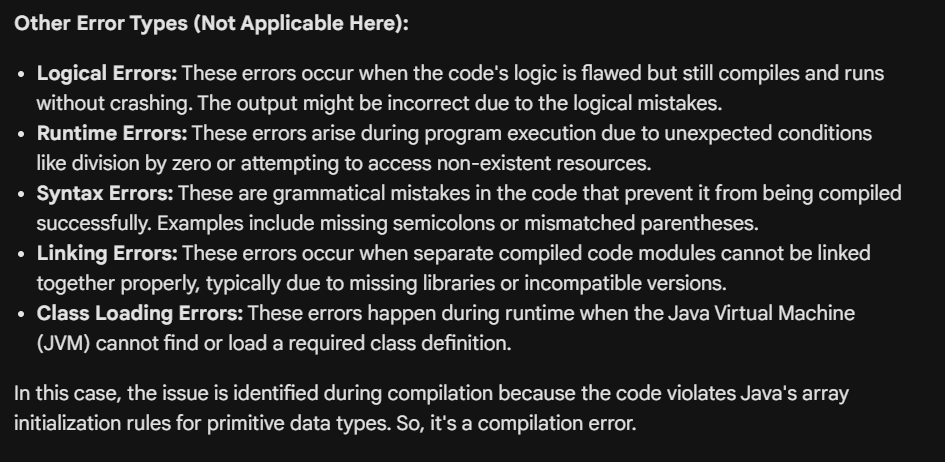 Other Error Types (Not Applicable Here):
• Logical Errors: These errors occur when the code's logic is flawed but still compiles and runs
without crashing. The output might be incorrect due to the logical mistakes.
• Runtime Errors: These errors arise during program execution due to unexpected conditions
like division by zero or attempting to access non-existent resources.
• Syntax Errors: These are grammatical mistakes in the code that prevent it from being compiled
successfully. Examples include missing semicolons or mismatched parentheses.
• Linking Errors: These errors occur when separate compiled code modules cannot be linked
together properly, typically due to missing libraries or incompatible versions.
• Class Loading Errors: These errors happen during runtime when the Java Virtual Machine
(JVM) cannot find or load a required class definition.
In this case, the issue is identified during compilation because the code violates Java's array
initialization rules for primitive data types. So, it's a compilation error.